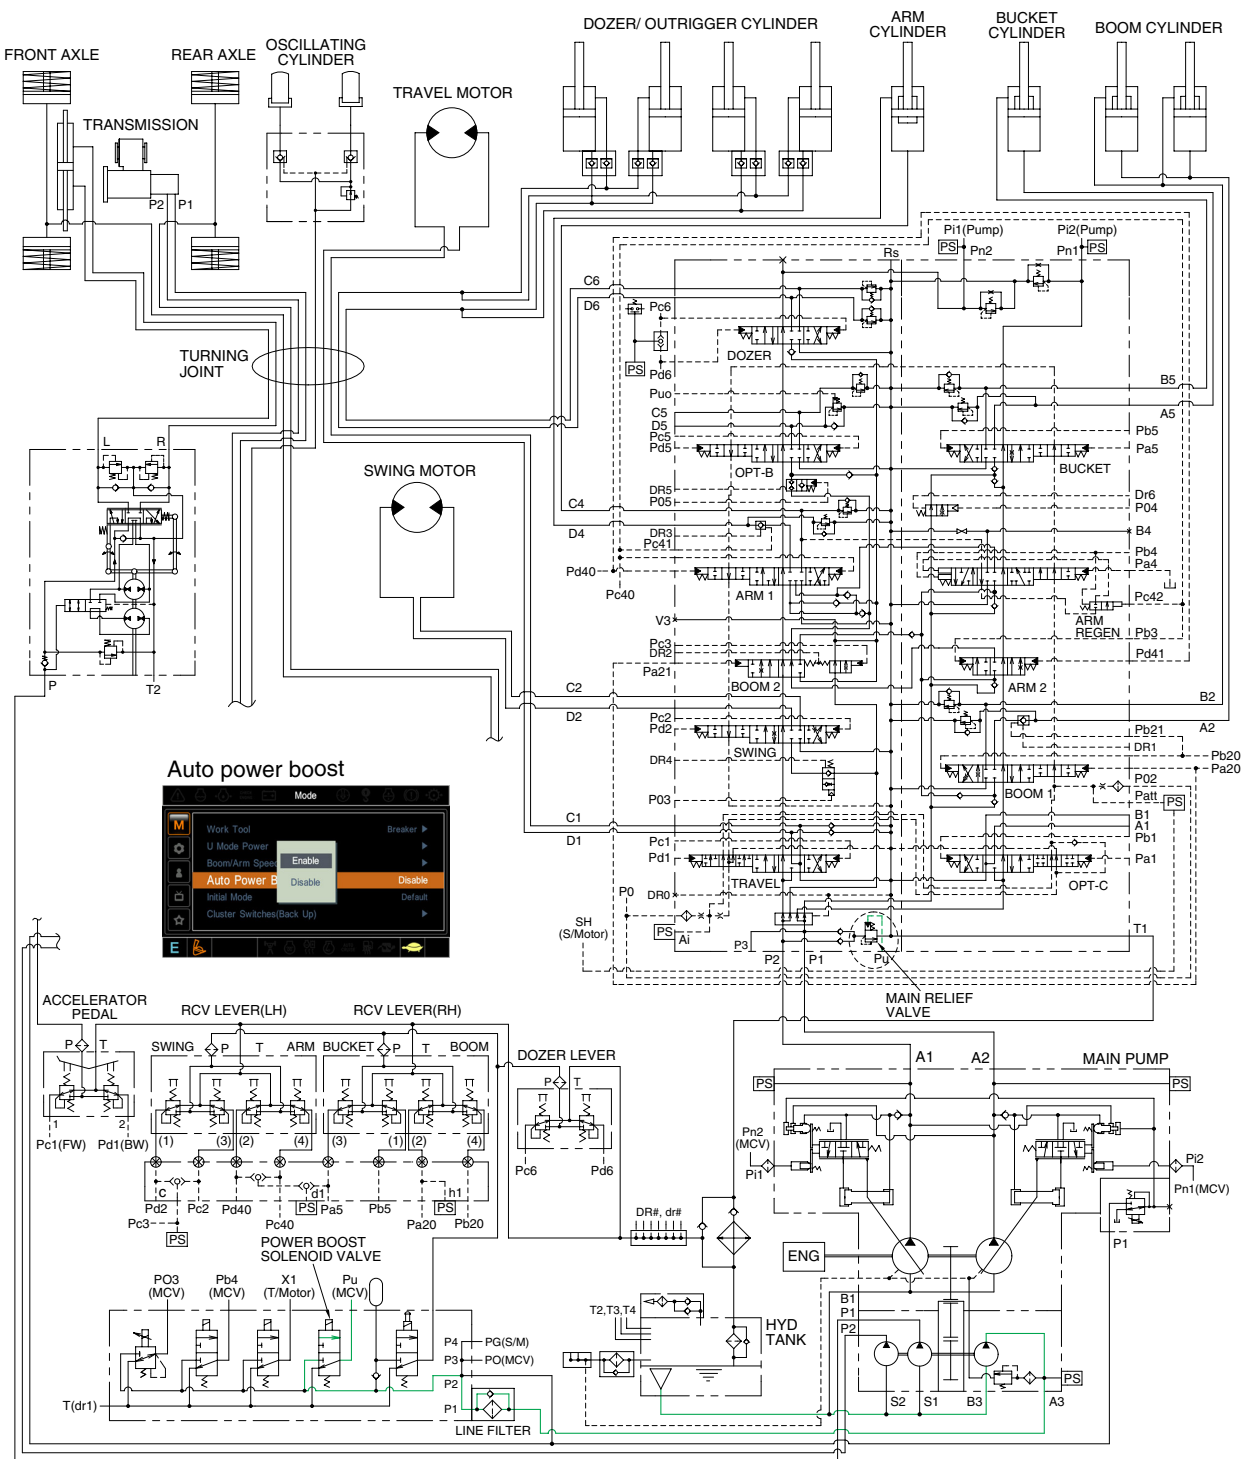 DOZER/ OUTRIGGER CYLINDER
ARM
CYLINDER
BUCKET
CYLINDER
BOOM CYLINDER
FRONT AXLE
REAR AXLE
OSCILLATING
CYLINDER
TRAVEL MOTOR
TRANSMISSION
P2 P1
Pi1(Pump)
PS
Pn2
Pi2(Pump)
Pn1
PS
Rs
C6
D6
Pc6
DOZER
PS
Pd6
TURNING
JOINT
Puo
C5
D5
Pc5
Pd5
OPT-B
B5
A5
Pb5
Pa5
BUCKET
L R
SWING MOTOR
DR5
P05
C4
D4
DR3
Pc41
Dr6
P04
B4
Pb4
Pa4
Pd40
Pc40
ARM 1
Pc42
ARM
REGEN
V3
Pc3
DR2
Pa21
BOOM 2
Pb3
Pd41
ARM 2
P
T2
C2
D2
Pc2
Pd2
SWING
B2
A2
Pb21
DR1
Pb20
Pa20
DR4
P03
BOOM 1
P02
Patt
PS
Auto power boost
Mode
M
Work Tool
Breaker
U Mode Power
Boom/Arm Spee
Enable
Auto Power B
Disable
Disable
Initial Mode
Default
Cluster Switches(Back Up)
E
C1
D1
Pc1
Pd1
TRAVEL
B1
A1
Pb1
Pa1
OPT-C
P0
DR0
SH
(S/Motor)
PS
Ai
P3
P2
P1
Pu
T1
MAIN RELIEF
VALVE
ACCELERATOR
PEDAL
P T
1 2
Pc1(FW)
Pd1(BW)
RCV LEVER(LH)
RCV LEVER(RH)
SWING
P T
ARM
BUCKET
P T
BOOM
(1) (3) (2) (4) (3) (1) (2) (4)
DOZER LEVER
P T
Pc6
Pd6
C
Pd2
Pc2
Pd40
Pc40
d1
PS
Pa5
Pb5
Pa20
h1
PS
Pb20
Pc3
PS
A1
A2
MAIN PUMP
PS
PS
Pn2
(MCV)
Pi1
Pi2
Pn1(MCV)
P1
DR#, dr#
ENG
POWER BOOST
SOLENOID VALVE
PO3
(MCV)
Pb4
(MCV)
X1
(T/Motor)
Pu
(MCV)
P4
PG(S/M)
P3
PO(MCV)
P2
P1
T(dr1)
LINE FILTER
T2,T3,T4
HYD
TANK
B1
P1
P2
PS
S2 S1 B3 A3